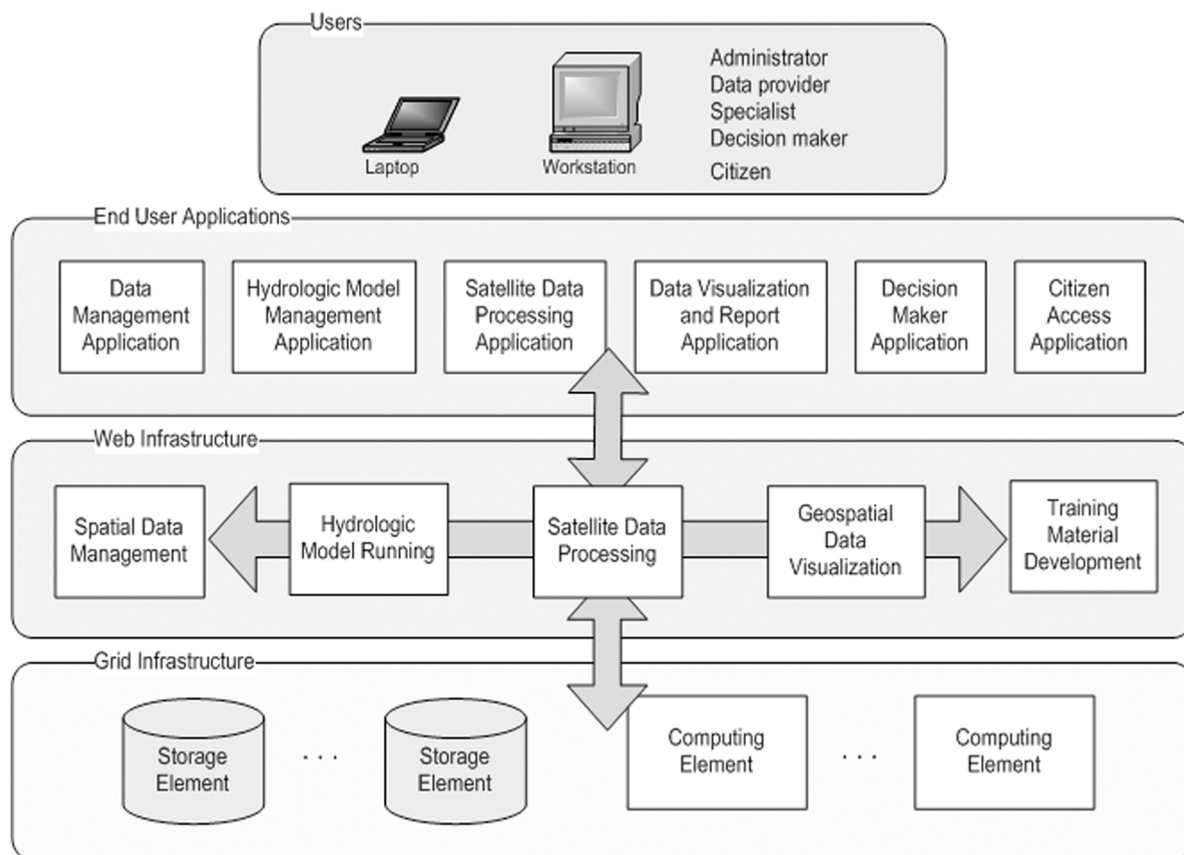 Users
Administrator
Data provider
Specialist
Decision maker
Citizen
Laptop
Workstation
End User Applications
Data
Management
Application
Hydrologic Model
Management
Application
Satellite Data
Processing
Application
Data Visualization
and Report
Application
Decision
Maker
Application
Citizen
Access
Application
Web Infrastructure
Spatial Data
Management
Hydrologic
Model Running
Satellite Data
Processing
Geospatial
Data
Visualization
Training
Material
Development
Grid Infrastructure
Storage
Element
. . .
Storage
Element
Computing
Element
. . .
Computing
Element